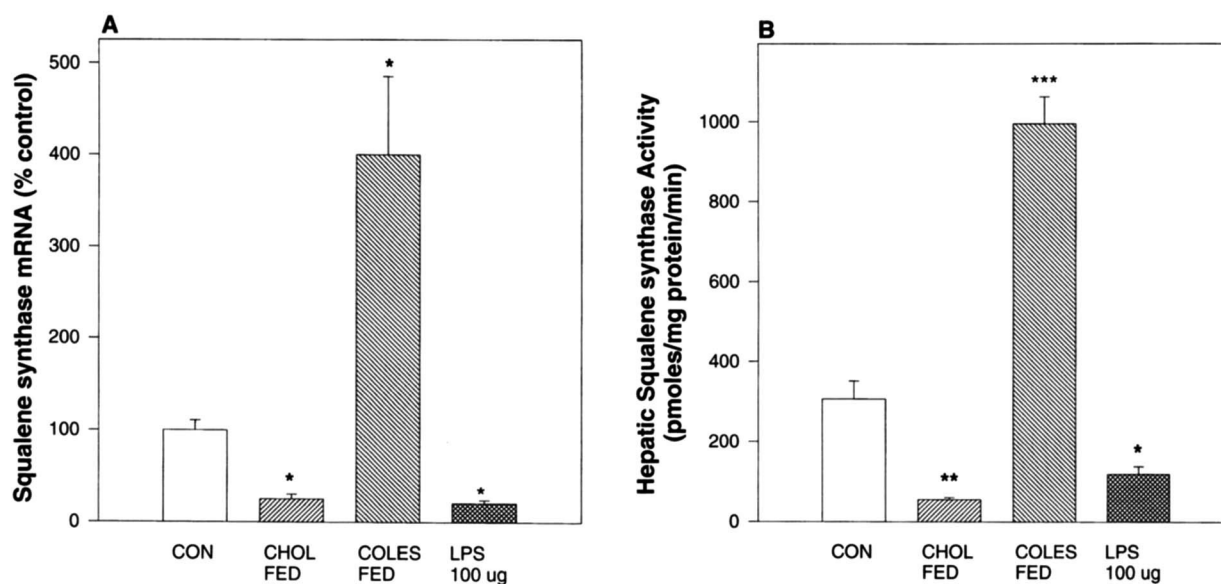 A
Squalene synthase mRNA (% control)
500
400
300
200
100
0
*
*
*
CON
CHOL
FED
COLES
FED
LPS
100 ug
B
Hepatic Squalene synthase Activity
(pmoles/mg protein/min)
1000
800
600
400
200
0
**
***
*
CON
CHOL
FED
COLES
FED
LPS
100 ug